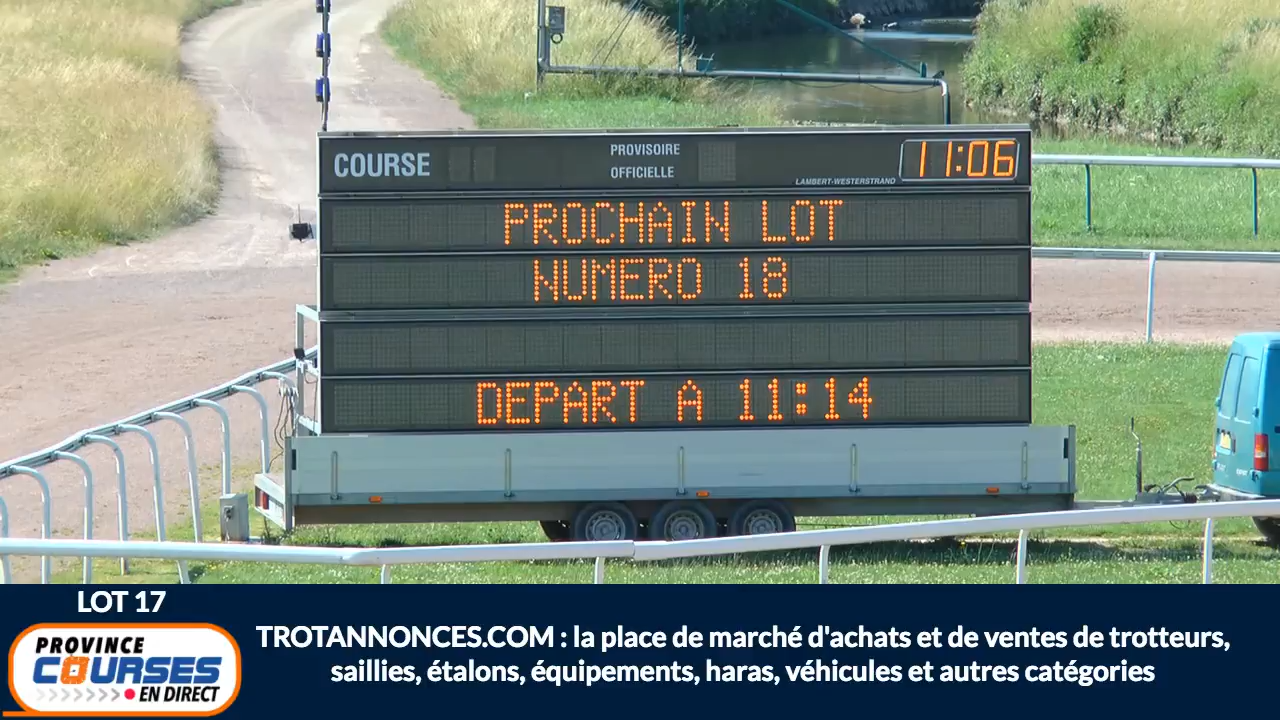 COURSE
PROVISOIRE
OFFICIELLE
LAMBERT-WESTERSTRAND
11:06
PROCHAIN LOT
NUMERO 18
DEPART A 11:14
LOT 17
PROVINCE
COURSES
EN DIRECT
TROTANNONCES.COM : la place de marché d'achats et de ventes de trotteurs,
saillies, étalons, équipements, haras, véhicules et autres catégories